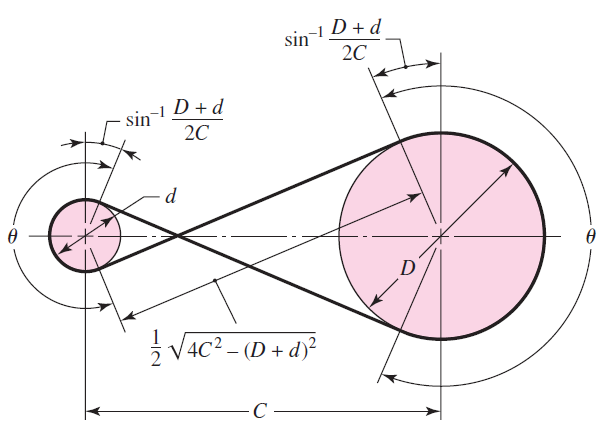 sin⁻¹ D + d / 2C
sin⁻¹ D + d / 2C
d
θ
θ
D
½ √4C² – (D + d)²
C